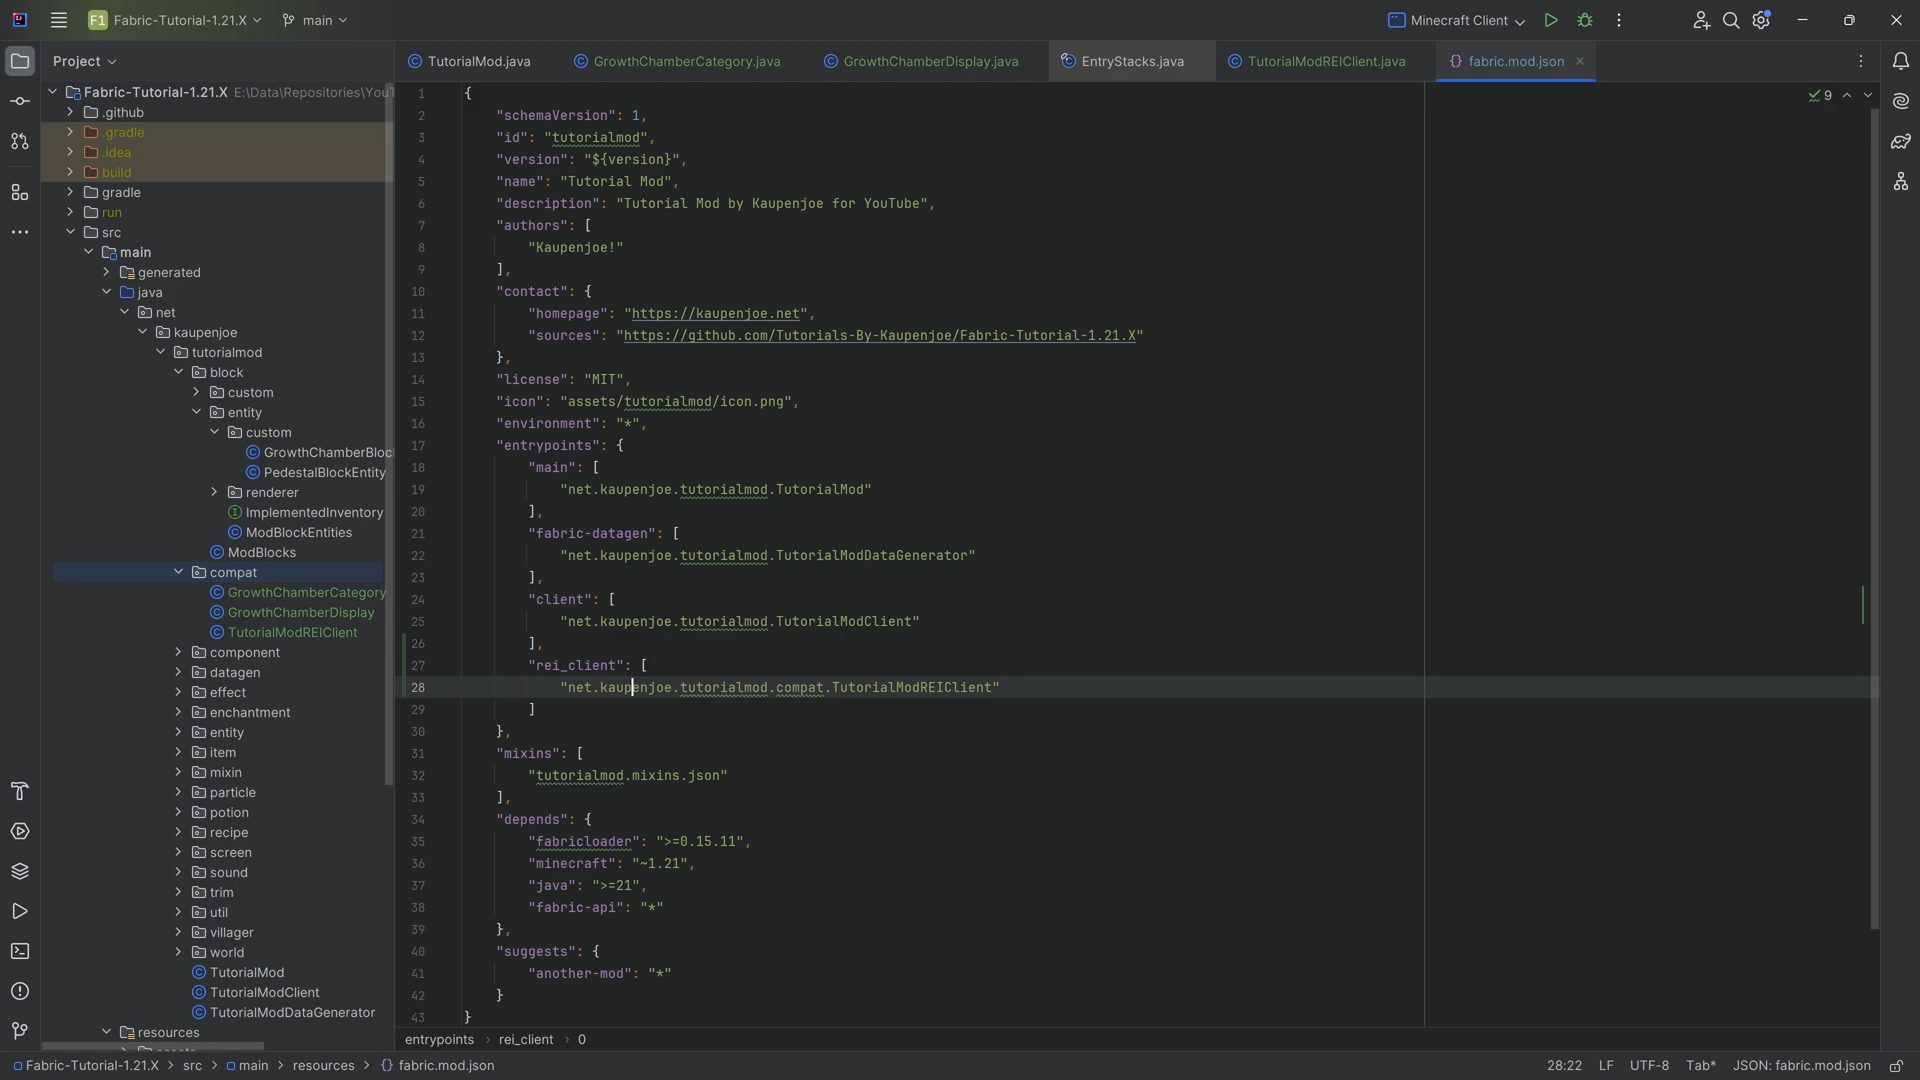 F1 Fabric-Tutorial-1.21.X main Minecraft Client
Project
TutorialMod.java GrowthChamberCategory.java GrowthChamberDisplay.java EntryStacks.java TutorialModREIClient.java fabric.mod.json
Fabric-Tutorial-1.21.X E:\Data\Repositories\YouT
.github
.gradle
.idea
build
gradle
run
src
main
generated
java
net
kaupenjoe
tutorialmod
block
custom
entity
custom
GrowthChamberBloc
PedestalBlockEntity
renderer
ImplementedInventory
ModBlockEntities
ModBlocks
compat
GrowthChamberCategory
GrowthChamberDisplay
TutorialModREIClient
component
datagen
effect
enchantment
entity
item
mixin
particle
potion
recipe
screen
sound
trim
util
villager
world
TutorialMod
TutorialModClient
TutorialModDataGenerator
resources
9
1 {
2 "schemaVersion": 1,
3 "id": "tutorialmod",
4 "version": "${version}",
5 "name": "Tutorial Mod",
6 "description": "Tutorial Mod by Kaupenjoe for YouTube",
7 "authors": [
8 "Kaupenjoe!"
9 ],
10 "contact": {
11 "homepage": "https://kaupenjoe.net",
12 "sources": "https://github.com/Tutorials-By-Kaupenjoe/Fabric-Tutorial-1.21.X"
13 },
14 "license": "MIT",
15 "icon": "assets/tutorialmod/icon.png",
16 "environment": "*",
17 "entrypoints": {
18 "main": [
19 "net.kaupenjoe.tutorialmod.TutorialMod"
20 ],
21 "fabric-datagen": [
22 "net.kaupenjoe.tutorialmod.TutorialModDataGenerator"
23 ],
24 "client": [
25 "net.kaupenjoe.tutorialmod.TutorialModClient"
26 ],
27 "rei_client": [
28 "net.kaupenjoe.tutorialmod.compat.TutorialModREIClient"
29 ]
30 },
31 "mixins": [
32 "tutorialmod.mixins.json"
33 ],
34 "depends": {
35 "fabricloader": ">=0.15.11",
36 "minecraft": "~1.21",
37 "java": ">=21",
38 "fabric-api": "*"
39 },
40 "suggests": {
41 "another-mod": "*"
42 }
43 }
entrypoints › rei_client › 0
Fabric-Tutorial-1.21.X > src > main > resources > fabric.mod.json 28:22 LF UTF-8 Tab* JSON: fabric.mod.json